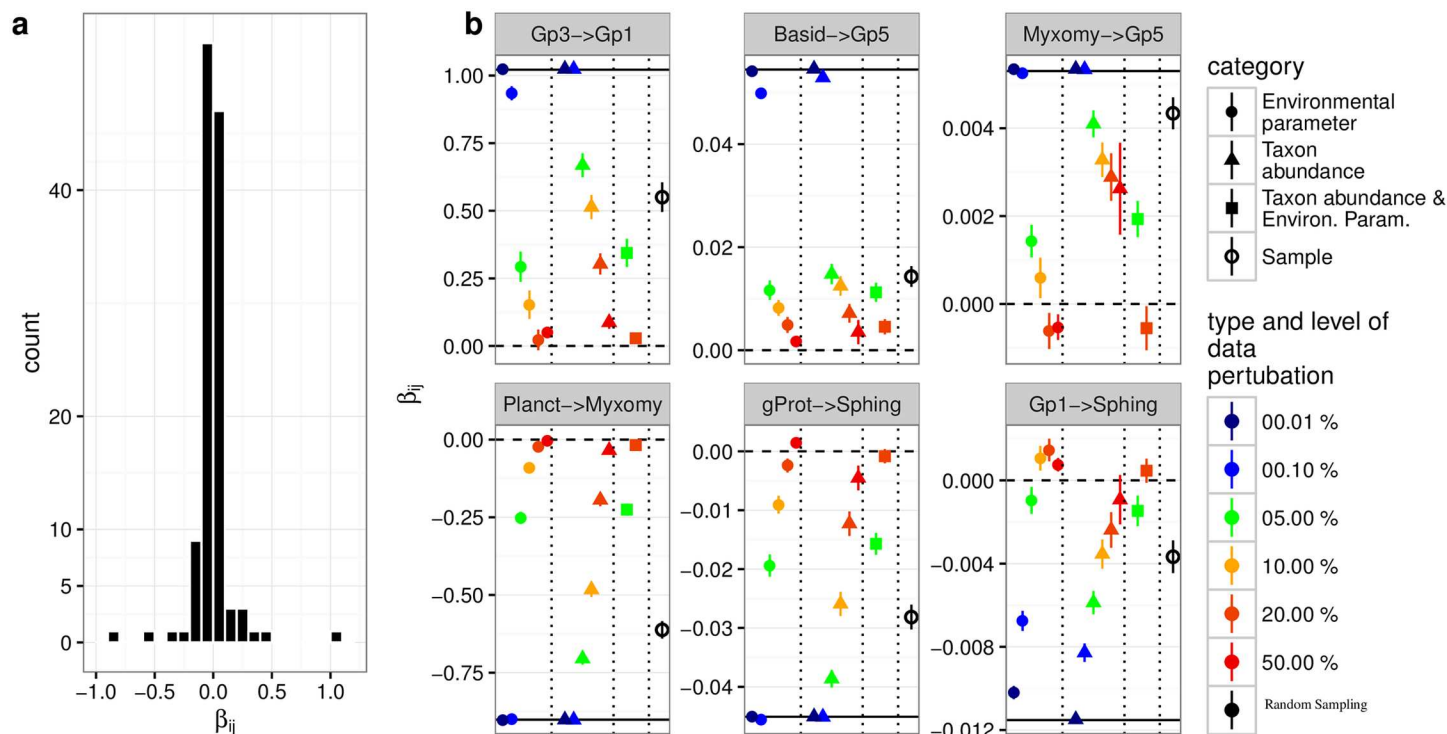 a
count
40
20
10
5
0
−1.0
−0.5
0.0
0.5
1.0
βij
b
βij
Gp3−>Gp1
1.00
0.75
0.50
0.25
0.00
Basid−>Gp5
0.04
0.02
0.00
Myxomy−>Gp5
0.004
0.002
0.000
Planct−>Myxomy
0.00
−0.25
−0.50
−0.75
gProt−>Sphing
0.00
−0.01
−0.02
−0.03
−0.04
Gp1−>Sphing
0.000
−0.004
−0.008
−0.012
category
Environmental
parameter
Taxon
abundance
Taxon abundance &
Environ. Param.
Sample
type and level of
data
pertubation
00.01 %
00.10 %
05.00 %
10.00 %
20.00 %
50.00 %
Random Sampling